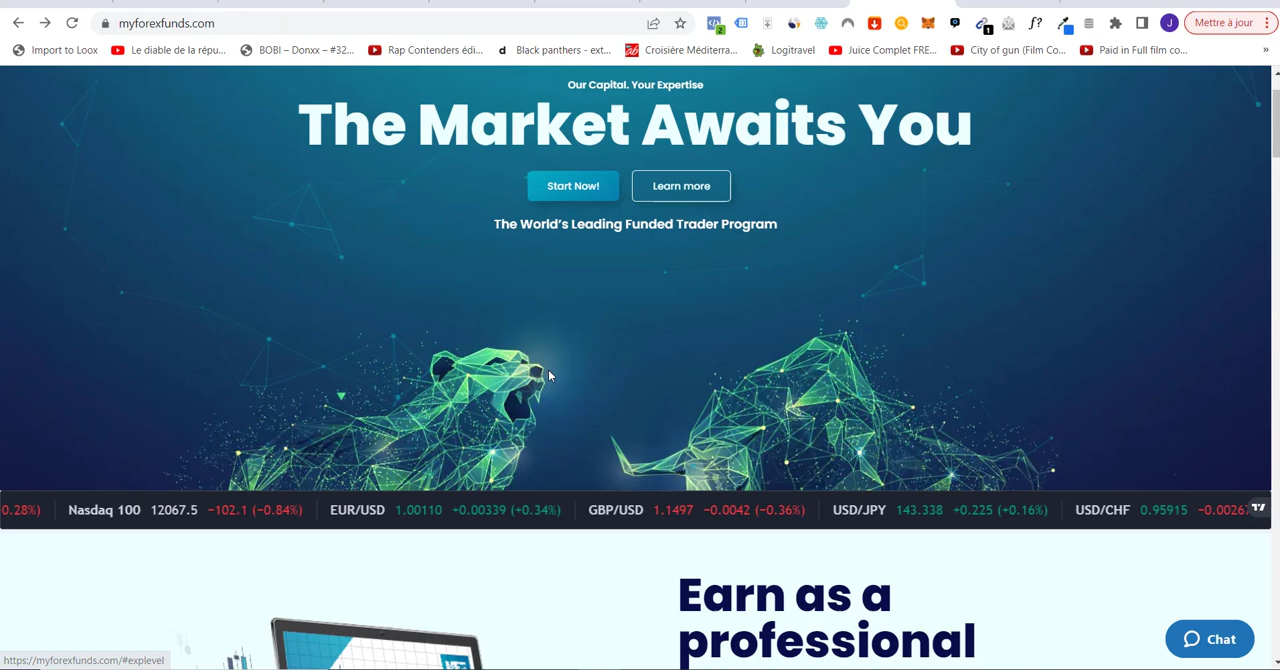 myforexfunds.com
2
1
f?
J
Mettre à jour
Import to Loox
Le diable de la répu...
BOBI – Donxx – #32...
Rap Contenders édi...
d Black panthers - ext...
Croisière Méditerra...
Logitravel
Juice Complet FRE...
City of gun (Film Co...
Paid in Full film co...
»
Our Capital. Your Expertise
The Market Awaits You
Start Now!
Learn more
The World's Leading Funded Trader Program
0.28%)
Nasdaq 100 12067.5 −102.1 (−0.84%)
EUR/USD 1.00110 +0.00339 (+0.34%)
GBP/USD 1.1497 −0.0042 (−0.36%)
USD/JPY 143.338 +0.225 (+0.16%)
USD/CHF 0.95915 −0.00267
Earn as a
professional
Chat
https://myforexfunds.com/#explevel